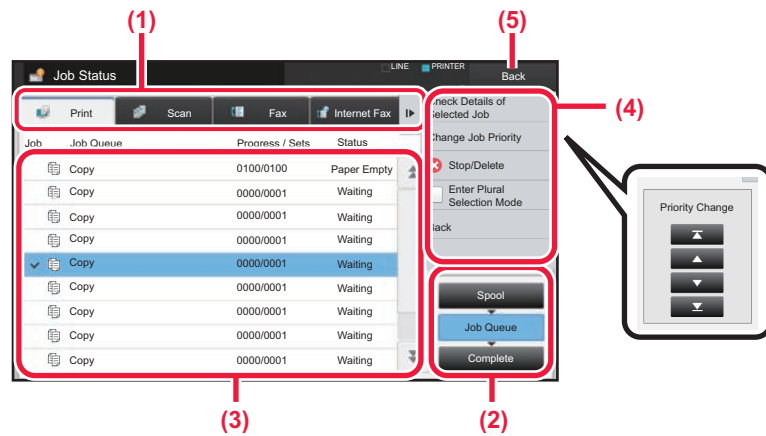 (1)
(5)
Job Status
LINE
PRINTER
Back
Print
Scan
Fax
Internet Fax
Check Details of
Selected Job
(4)
Job
Job Queue
Progress / Sets
Status
Change Job Priority
Copy 0100/0100 Paper Empty
Stop/Delete
Copy 0000/0001 Waiting
Enter Plural
Selection Mode
Copy 0000/0001 Waiting
Back
Copy 0000/0001 Waiting
Copy 0000/0001 Waiting
Copy 0000/0001 Waiting
Copy 0000/0001 Waiting
Copy 0000/0001 Waiting
Copy 0000/0001 Waiting
Spool
Job Queue
Complete
Priority Change
(3)
(2)